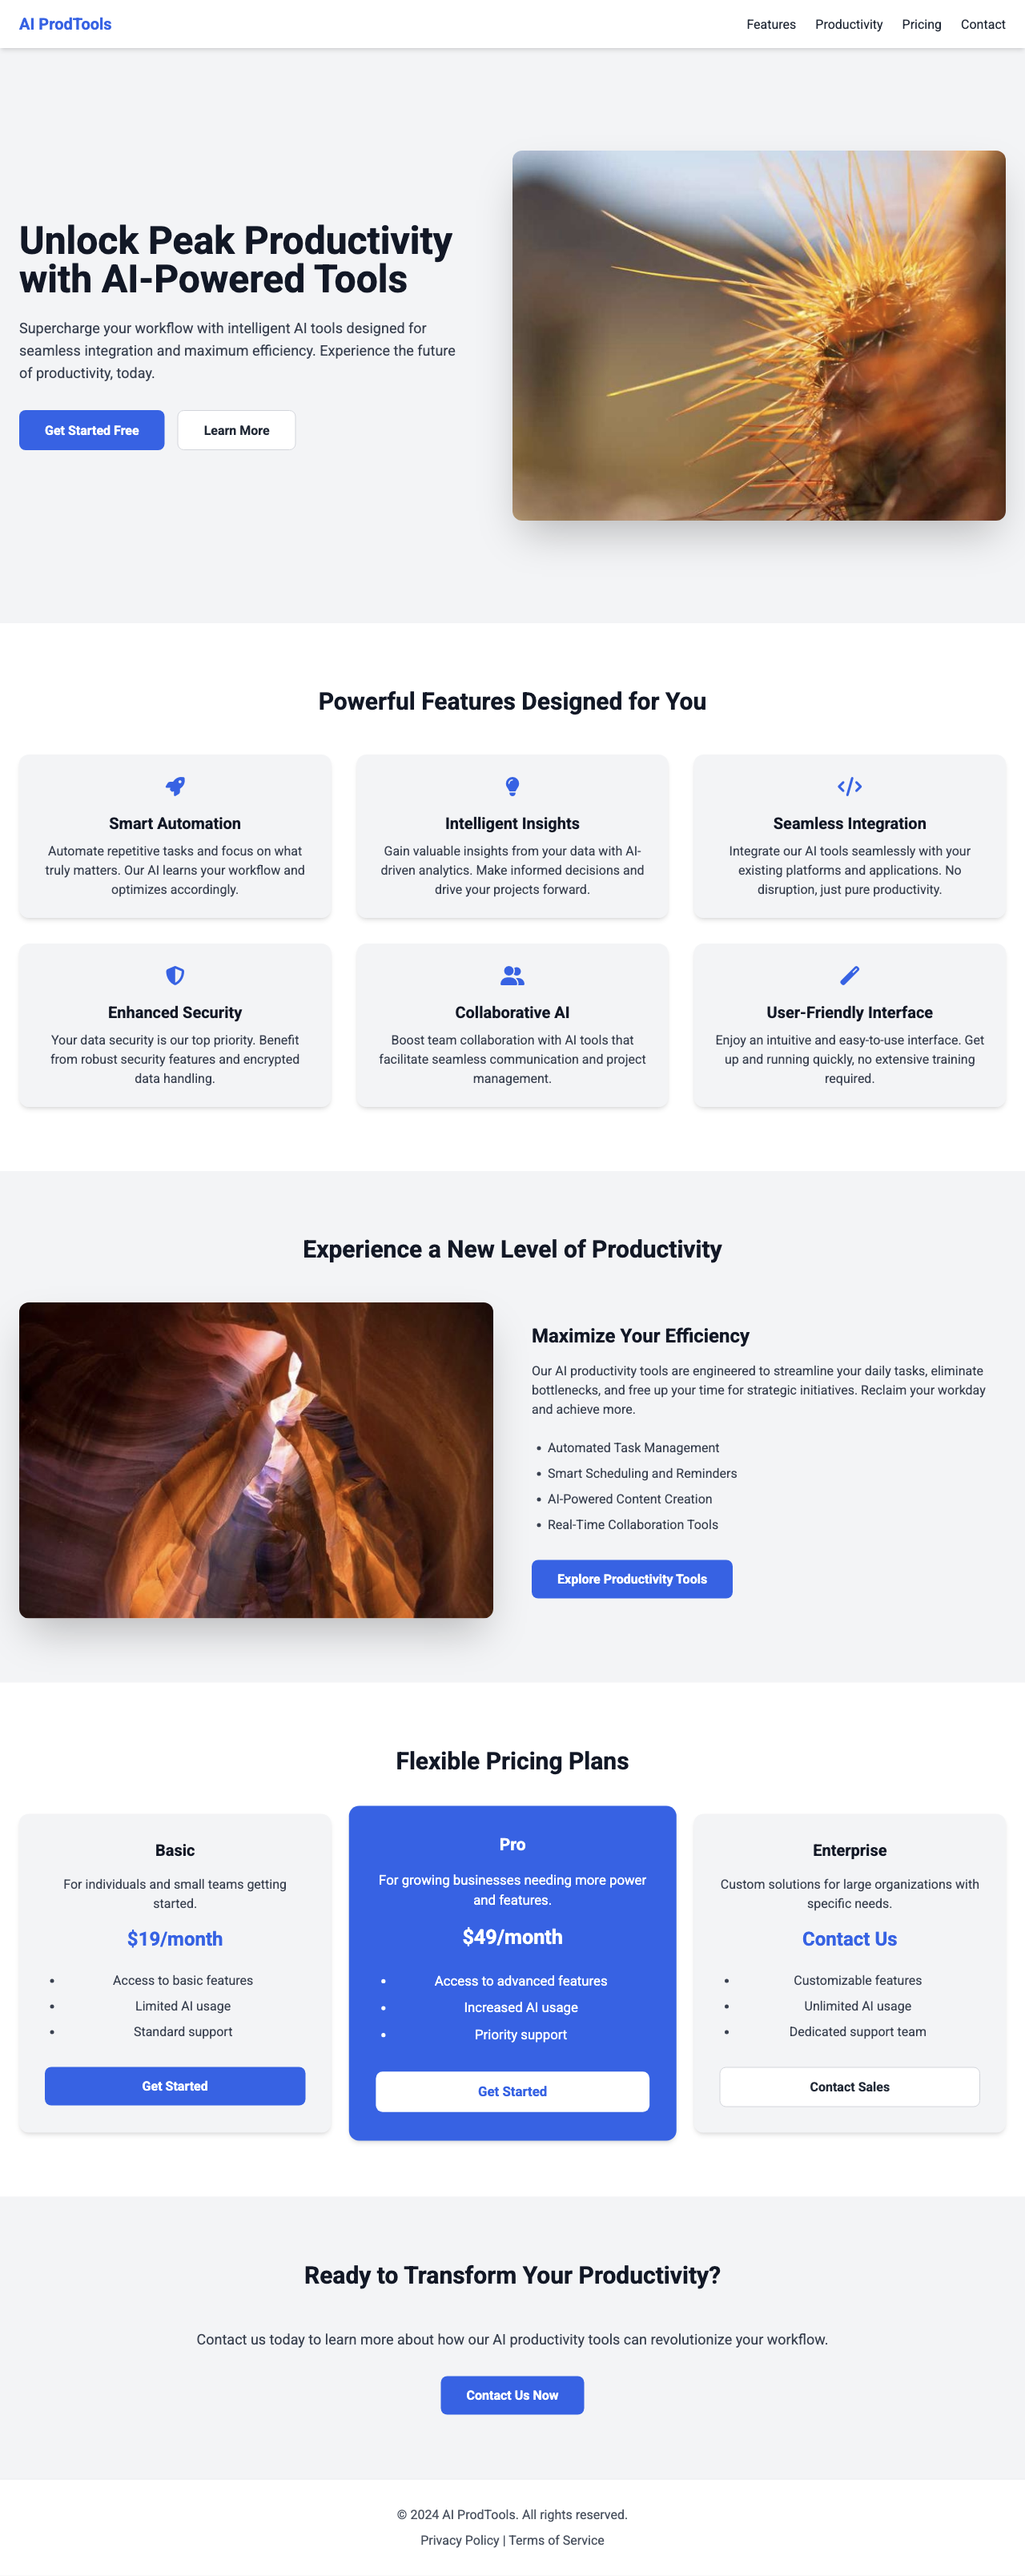 AI ProdTools
Features
Productivity
Pricing
Contact
Unlock Peak Productivity
with AI-Powered Tools
Supercharge your workflow with intelligent AI tools designed for
seamless integration and maximum efficiency. Experience the future
of productivity, today.
Get Started Free
Learn More
Powerful Features Designed for You
Smart Automation
Automate repetitive tasks and focus on what
truly matters. Our AI learns your workflow and
optimizes accordingly.
Intelligent Insights
Gain valuable insights from your data with AI-
driven analytics. Make informed decisions and
drive your projects forward.
Seamless Integration
Integrate our AI tools seamlessly with your
existing platforms and applications. No
disruption, just pure productivity.
Enhanced Security
Your data security is our top priority. Benefit
from robust security features and encrypted
data handling.
Collaborative AI
Boost team collaboration with AI tools that
facilitate seamless communication and project
management.
User-Friendly Interface
Enjoy an intuitive and easy-to-use interface. Get
up and running quickly, no extensive training
required.
Experience a New Level of Productivity
Maximize Your Efficiency
Our AI productivity tools are engineered to streamline your daily tasks, eliminate
bottlenecks, and free up your time for strategic initiatives. Reclaim your workday
and achieve more.
• Automated Task Management
• Smart Scheduling and Reminders
• AI-Powered Content Creation
• Real-Time Collaboration Tools
Explore Productivity Tools
Flexible Pricing Plans
Basic
For individuals and small teams getting
started.
$19/month
• Access to basic features
• Limited AI usage
• Standard support
Get Started
Pro
For growing businesses needing more power
and features.
$49/month
• Access to advanced features
• Increased AI usage
• Priority support
Get Started
Enterprise
Custom solutions for large organizations with
specific needs.
Contact Us
• Customizable features
• Unlimited AI usage
• Dedicated support team
Contact Sales
Ready to Transform Your Productivity?
Contact us today to learn more about how our AI productivity tools can revolutionize your workflow.
Contact Us Now
© 2024 AI ProdTools. All rights reserved.
Privacy Policy | Terms of Service